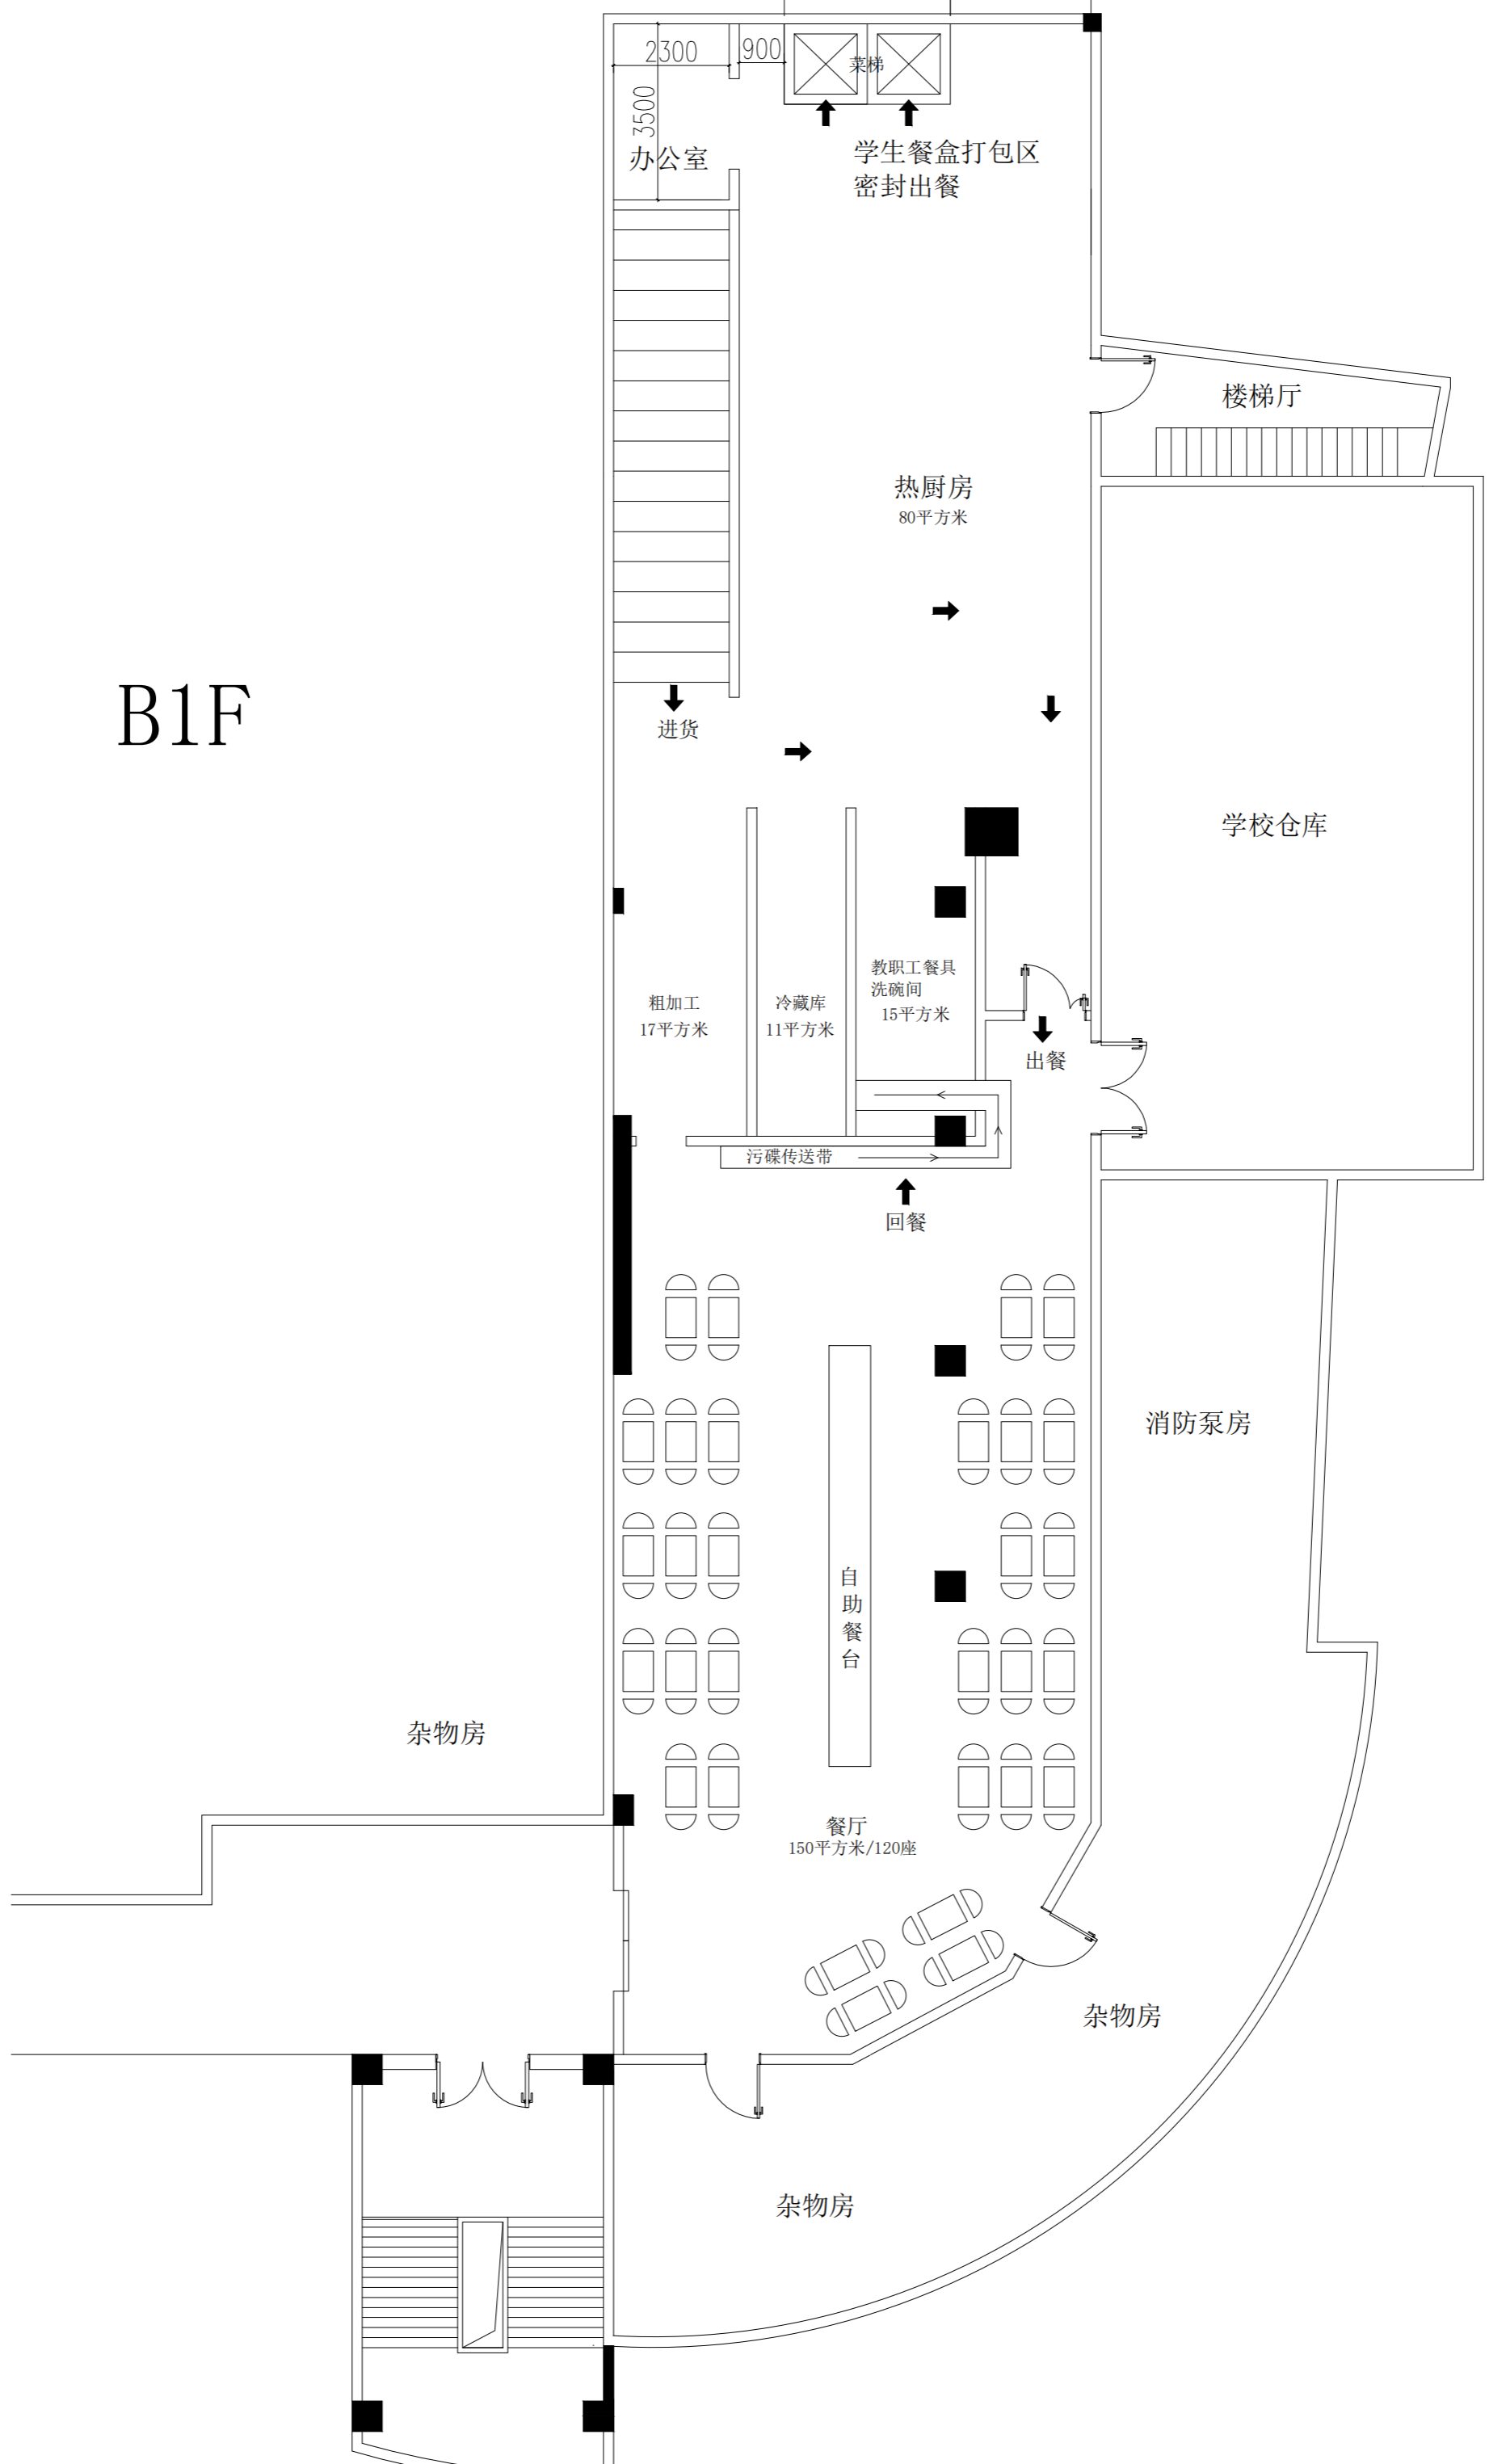 2300
900
菜梯
3500
办公室
学生餐盒打包区
密封出餐
楼梯厅
热厨房
80平方米
B1F
进货
学校仓库
粗加工
17平方米
冷藏库
11平方米
教职工餐具
洗碗间
15平方米
出餐
污碟传送带
回餐
消防泵房
自助餐台
杂物房
餐厅
150平方米/120座
杂物房
杂物房